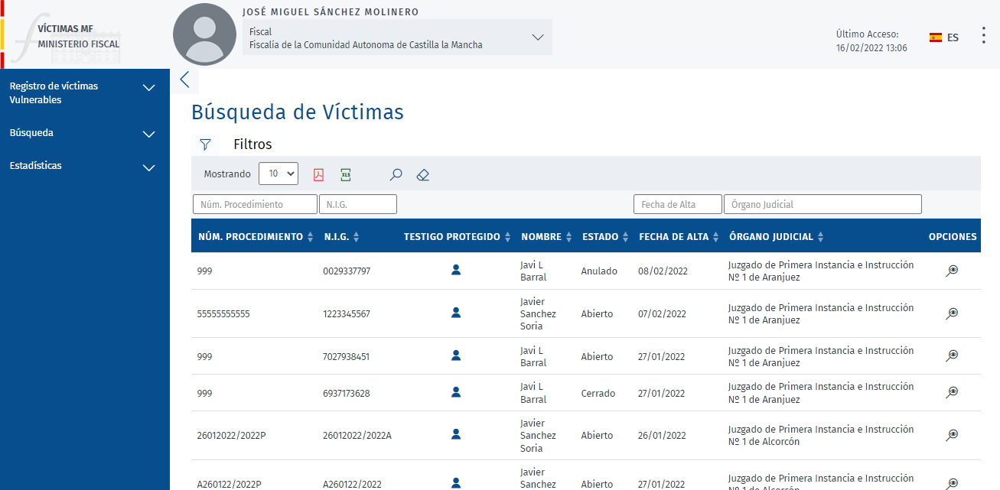 VÍCTIMAS MF
MINISTERIO FISCAL
JOSÉ MIGUEL SÁNCHEZ MOLINERO
Fiscal
Fiscalía de la Comunidad Autonoma de Castilla la Mancha
Último Acceso:
16/02/2022 13:06
ES
Registro de víctimas
Vulnerables
Búsqueda
Estadísticas
Búsqueda de Víctimas
Filtros
Mostrando 10 XLS
Núm. Procedimiento N.I.G. Fecha de Alta Órgano Judicial
NÚM. PROCEDIMIENTO N.I.G. TESTIGO PROTEGIDO NOMBRE ESTADO FECHA DE ALTA ÓRGANO JUDICIAL OPCIONES
999 0029337797 Javi L Barral Anulado 08/02/2022 Juzgado de Primera Instancia e Instrucción Nº 1 de Aranjuez
55555555555 1223345567 Javier Sanchez Soria Abierto 07/02/2022 Juzgado de Primera Instancia e Instrucción Nº 1 de Aranjuez
999 7027938451 Javi L Barral Abierto 27/01/2022 Juzgado de Primera Instancia e Instrucción Nº 1 de Aranjuez
999 6937173628 Javi L Barral Cerrado 27/01/2022 Juzgado de Primera Instancia e Instrucción Nº 1 de Aranjuez
26012022/2022P 26012022/2022A Javier Sanchez Soria Abierto 26/01/2022 Juzgado de Primera Instancia e Instrucción Nº 1 de Alcorcón
A260122/2022P A260122/2022 Javier Sanchez Abierto 27/01/2022 Juzgado de Primera Instancia e Instrucción Nº 1 de Alcorcón